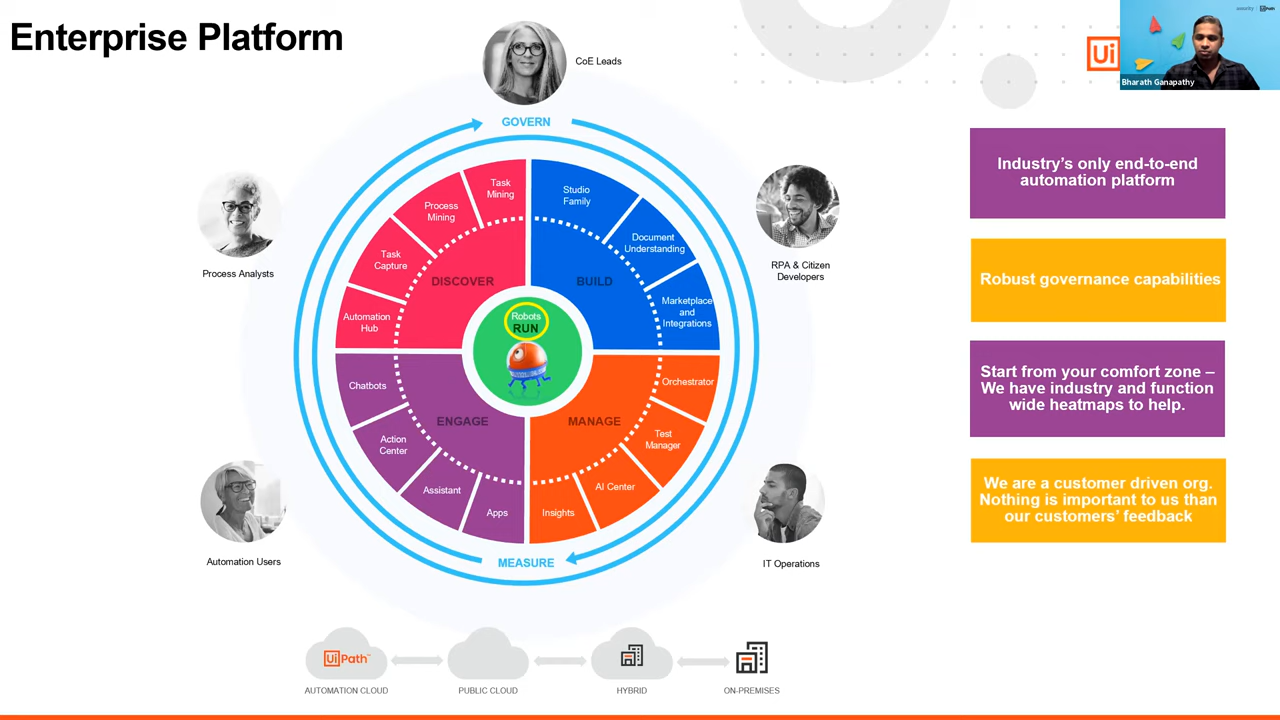 Enterprise Platform
CoE Leads
GOVERN
Ui
Bharath Ganapathy
Path
Process Analysts
RPA & Citizen
Developers
Automation Users
IT Operations
DISCOVER
Task
Mining
Process
Mining
Task
Capture
Automation
Hub
BUILD
Studio
Family
Document
Understanding
Marketplace
and
Integrations
Robots
RUN
ENGAGE
Chatbots
Action
Center
Assistant
Apps
MANAGE
Orchestrator
Test
Manager
AI Center
Insights
MEASURE
Industry's only end-to-end
automation platform
Robust governance capabilities
Start from your comfort zone –
We have industry and function
wide heatmaps to help.
We are a customer driven org.
Nothing is important to us than
our customers' feedback
Ui Path™
AUTOMATION CLOUD
PUBLIC CLOUD
HYBRID
ON-PREMISES